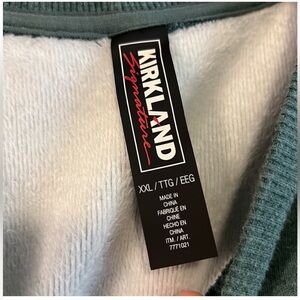 KIRKLAND
Signature
XXL / TTG / EEG
MADE IN
CHINA
FABRIQUÉ EN
CHINE
HECHO EN
CHINA
ITM. / ART.
7771021